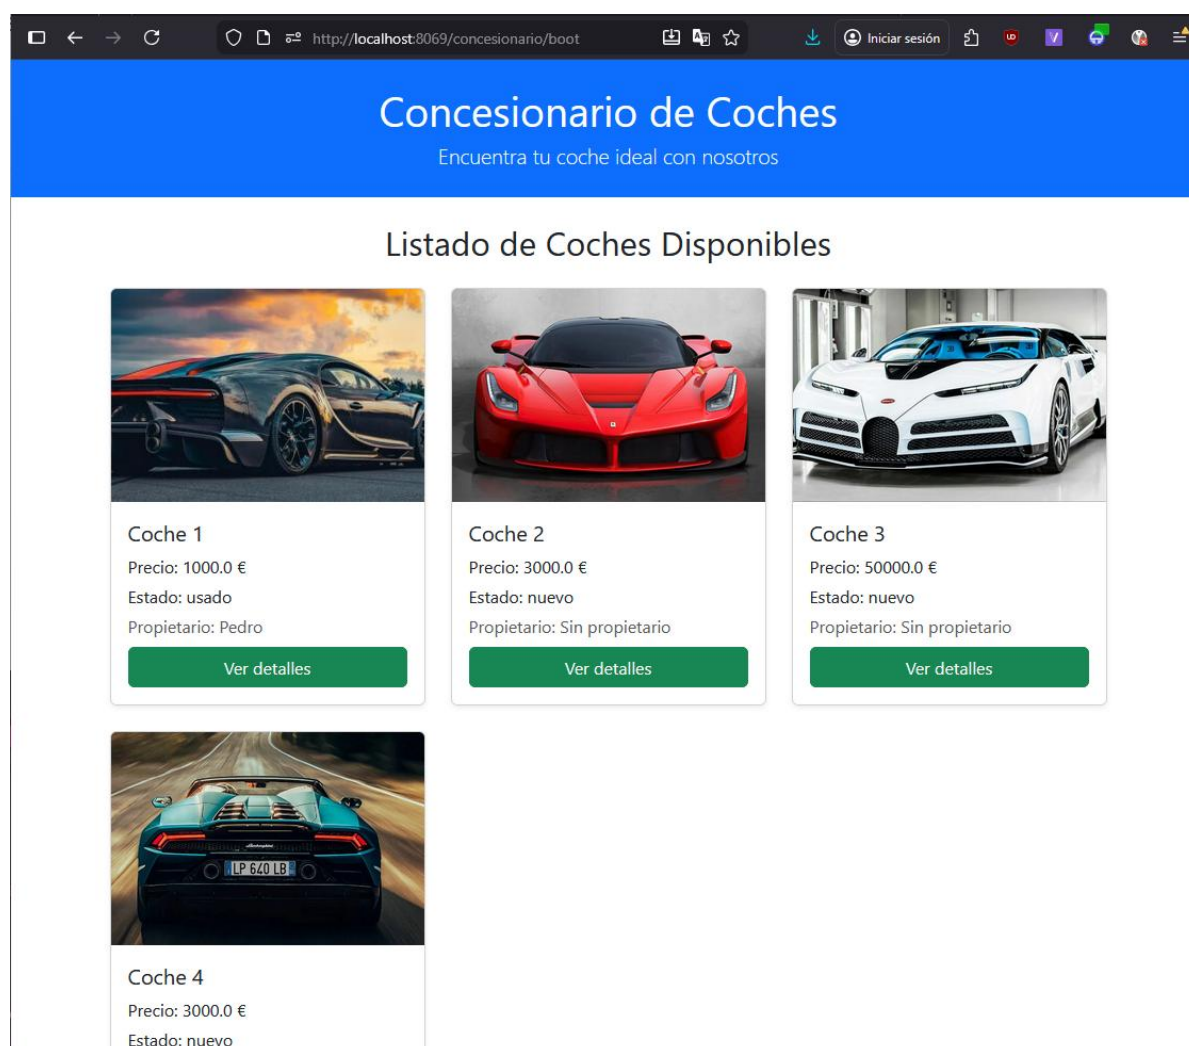 http://localhost:8069/concesionario/boot
Iniciar sesión
Concesionario de Coches
Encuentra tu coche ideal con nosotros
Listado de Coches Disponibles
Coche 1
Precio: 1000.0 €
Estado: usado
Propietario: Pedro
Ver detalles
Coche 2
Precio: 3000.0 €
Estado: nuevo
Propietario: Sin propietario
Ver detalles
Coche 3
Precio: 50000.0 €
Estado: nuevo
Propietario: Sin propietario
Ver detalles
LP 640 LB
Coche 4
Precio: 3000.0 €
Estado: nuevo